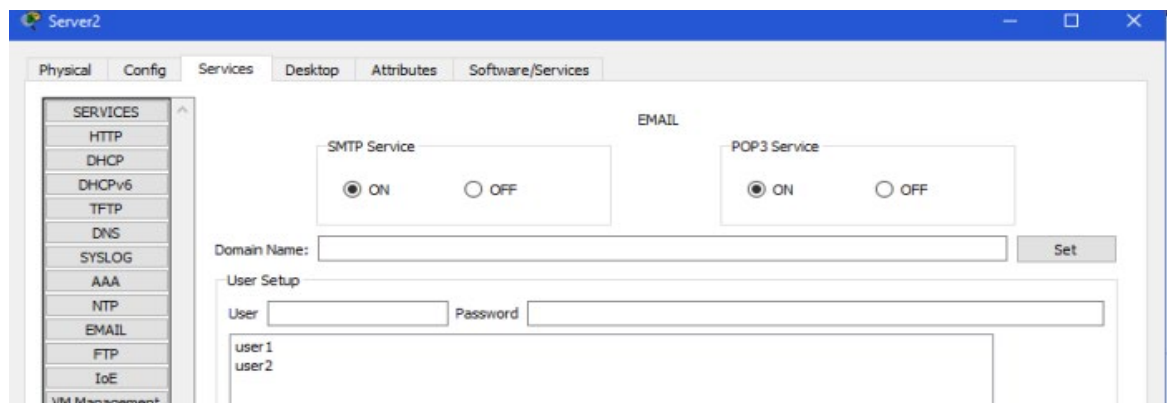 Server2
Physical Config Services Desktop Attributes Software/Services
SERVICES
HTTP
DHCP
DHCPv6
TFTP
DNS
SYSLOG
AAA
NTP
EMAIL
FTP
IoE
VM Management
EMAIL
SMTP Service
ON OFF
POP3 Service
ON OFF
Domain Name: Set
User Setup
User Password
user1
user2